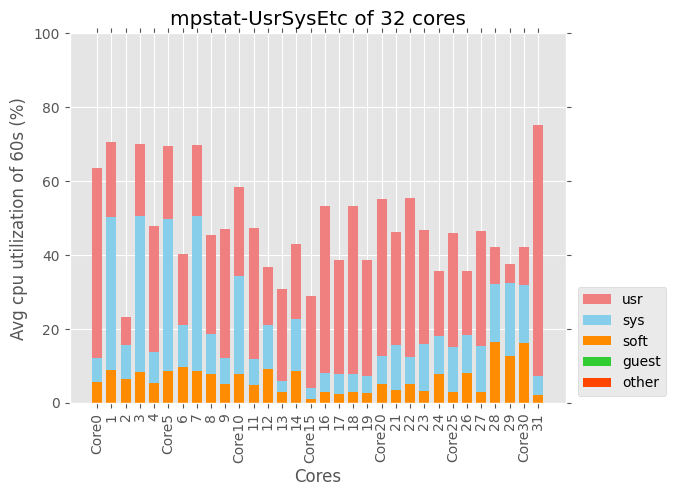 mpstat-UsrSysEtc of 32 cores
Avg cpu utilization of 60s (%)
100
80
60
40
20
0
Core0
1
2
3
4
Core5
6
7
8
9
Core10
11
12
13
14
Core15
16
17
18
19
Core20
21
22
23
24
Core25
26
27
28
29
Core30
31
Cores
usr
sys
soft
guest
other